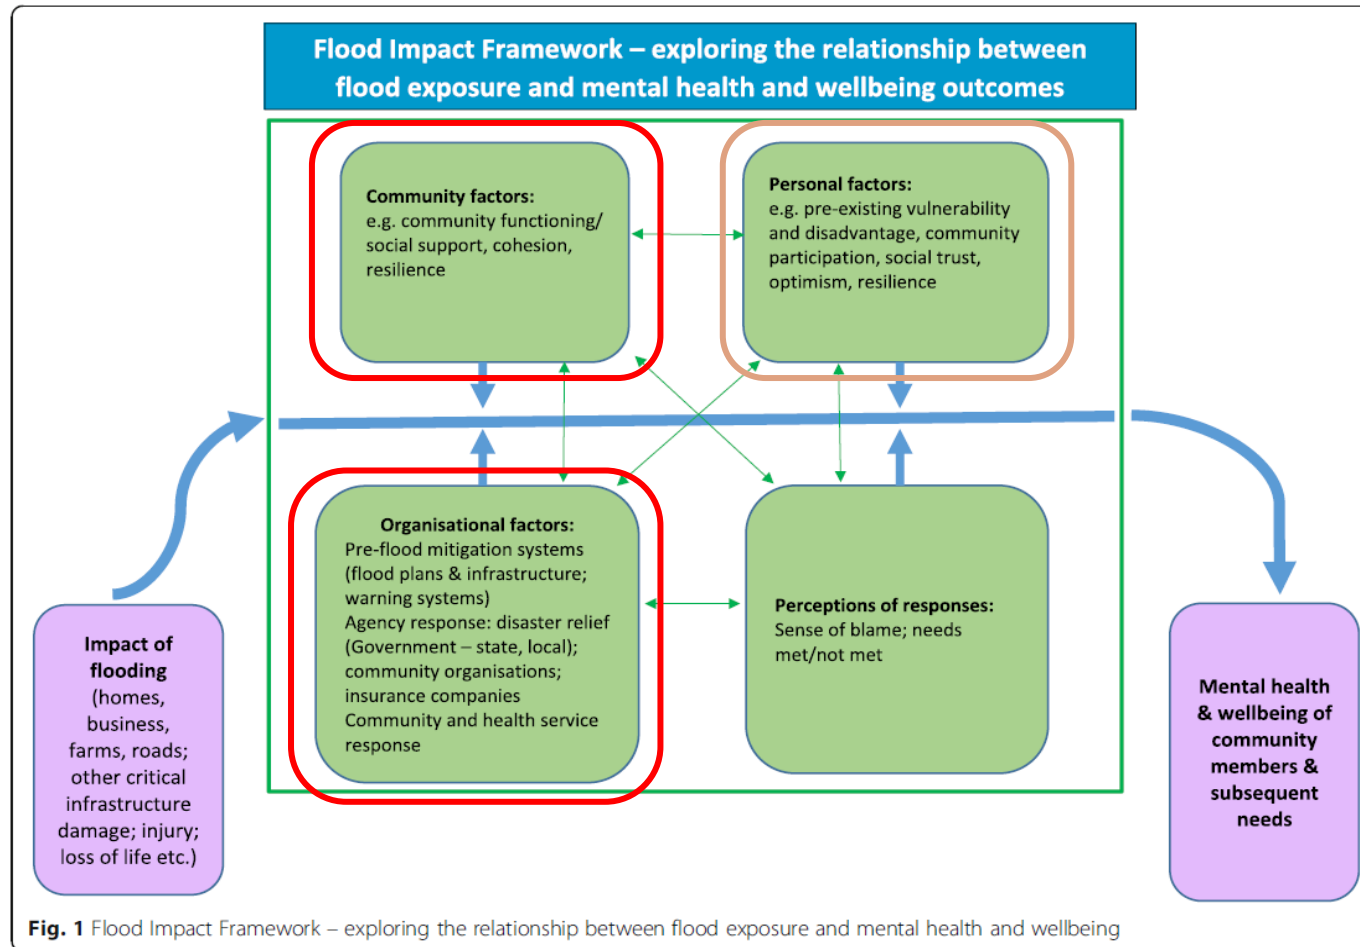 Flood Impact Framework – exploring the relationship between
flood exposure and mental health and wellbeing outcomes
Community factors:
e.g. community functioning/
social support, cohesion,
resilience
Personal factors:
e.g. pre-existing vulnerability
and disadvantage, community
participation, social trust,
optimism, resilience
Organisational factors:
Pre-flood mitigation systems
(flood plans & infrastructure;
warning systems)
Agency response: disaster relief
(Government – state, local);
community organisations;
insurance companies
Community and health service
response
Perceptions of responses:
Sense of blame; needs
met/not met
Impact of
flooding
(homes,
business,
farms, roads;
other critical
infrastructure
damage; injury;
loss of life etc.)
Mental health
& wellbeing of
community
members &
subsequent
needs
Fig. 1 Flood Impact Framework – exploring the relationship between flood exposure and mental health and wellbeing